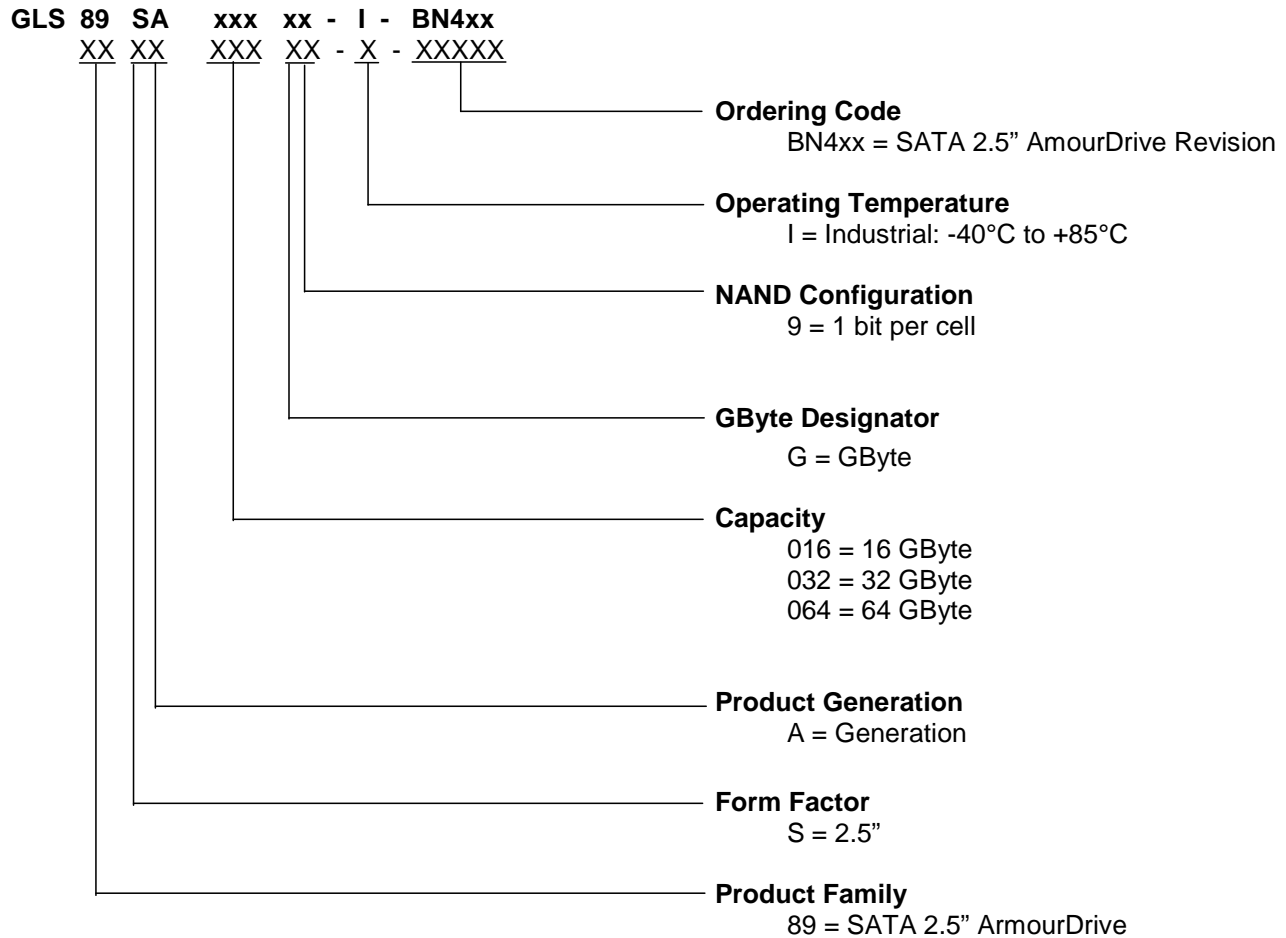 GLS 89 SA xxx xx - I - BN4xx
XX XX XXX XX - X - XXXXX
Ordering Code
BN4xx = SATA 2.5” AmourDrive Revision
Operating Temperature
I = Industrial: -40°C to +85°C
NAND Configuration
9 = 1 bit per cell
GByte Designator
G = GByte
Capacity
016 = 16 GByte
032 = 32 GByte
064 = 64 GByte
Product Generation
A = Generation
Form Factor
S = 2.5”
Product Family
89 = SATA 2.5” ArmourDrive